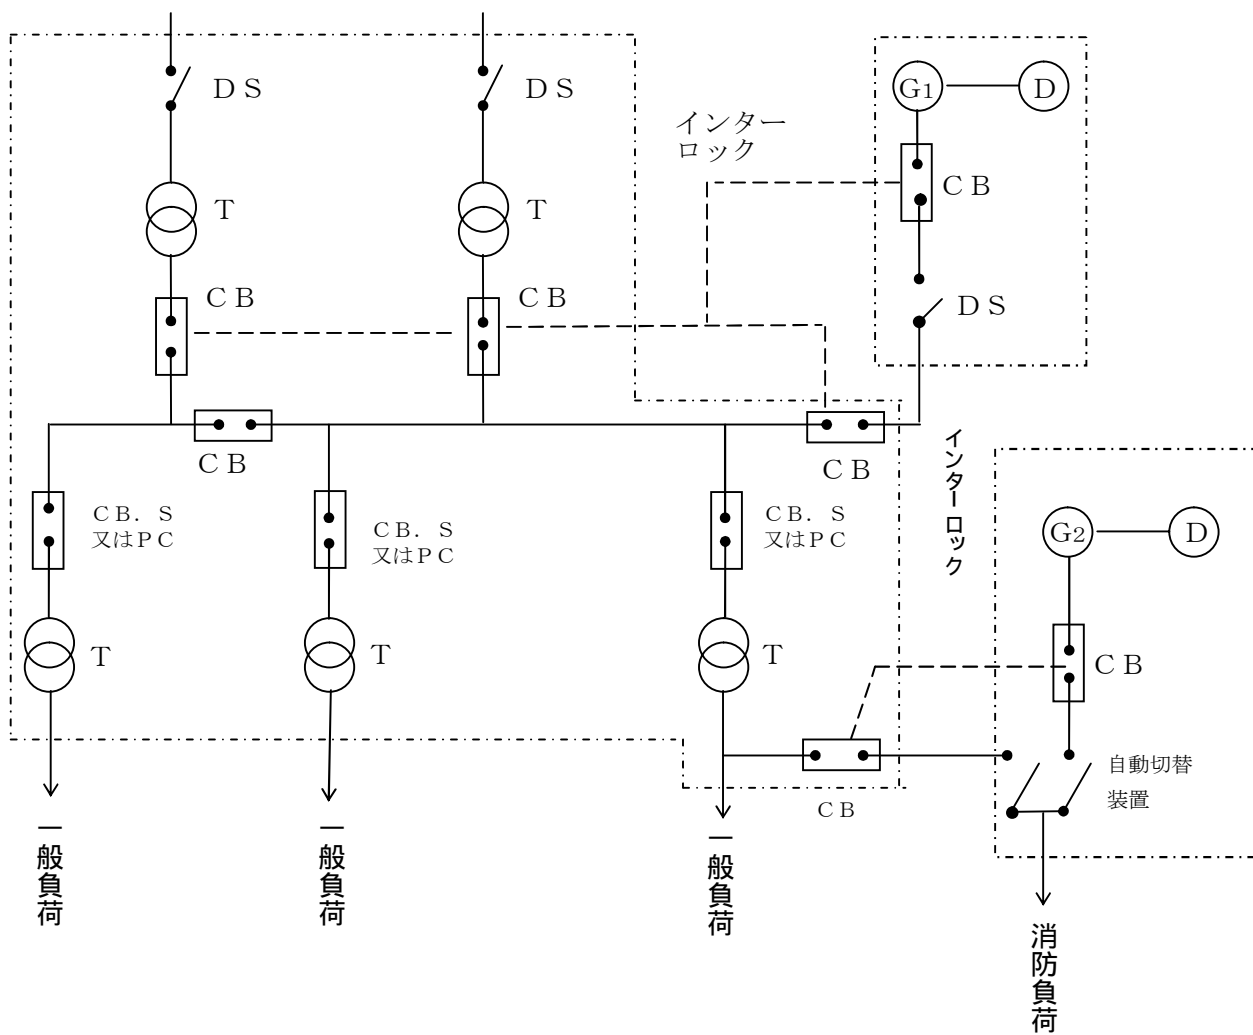 ＤＳ
ＤＳ
G1
D
インター
ロック
ＣＢ
Ｔ
Ｔ
ＣＢ
ＣＢ
ＤＳ
ＣＢ
ＣＢ
インターロック
ＣＢ．Ｓ
又はＰＣ
ＣＢ．Ｓ
又はＰＣ
ＣＢ．Ｓ
又はＰＣ
G2
D
Ｔ
Ｔ
Ｔ
ＣＢ
自動切替
装置
ＣＢ
一般負荷
一般負荷
一般負荷
消防負荷